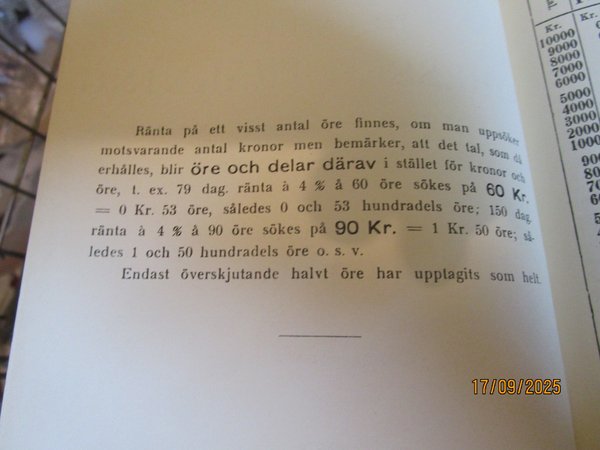 Ränta på ett visst antal öre finnes, om man uppsöker
motsvarande antal kronor men bemärker, att det tal, som då
erhålles, blir öre och delar därav i stället för kronor och
öre, t. ex. 79 dag. ränta à 4 % å 60 öre sökes på 60 Kr.
= 0 Kr. 53 öre, således 0 och 53 hundradels öre; 150 dag.
ränta à 4 % å 90 öre sökes på 90 Kr. = 1 Kr. 50 öre; så-
ledes 1 och 50 hundradels öre o. s. v.
Endast överskjutande halvt öre har upptagits som helt.
Kr.
10000
9000
8000
7000
6000
5000
4000
3000
2000
1000
17/09/2025